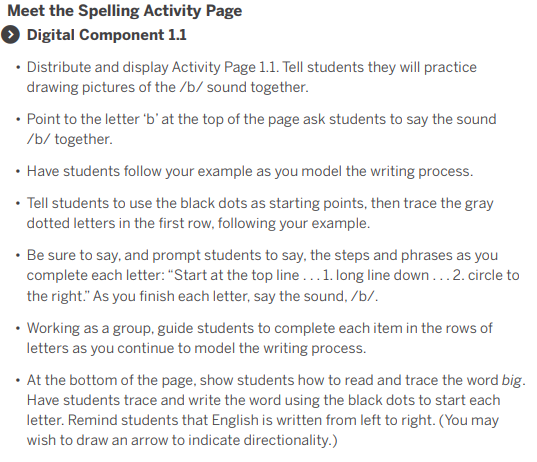 Meet the Spelling Activity Page
Digital Component 1.1
• Distribute and display Activity Page 1.1. Tell students they will practice
drawing pictures of the /b/ sound together.
• Point to the letter ‘b’ at the top of the page ask students to say the sound
/b/ together.
• Have students follow your example as you model the writing process.
• Tell students to use the black dots as starting points, then trace the gray
dotted letters in the first row, following your example.
• Be sure to say, and prompt students to say, the steps and phrases as you
complete each letter: “Start at the top line . . . 1. long line down . . . 2. circle to
the right.” As you finish each letter, say the sound, /b/.
• Working as a group, guide students to complete each item in the rows of
letters as you continue to model the writing process.
• At the bottom of the page, show students how to read and trace the word big.
Have students trace and write the word using the black dots to start each
letter. Remind students that English is written from left to right. (You may
wish to draw an arrow to indicate directionality.)